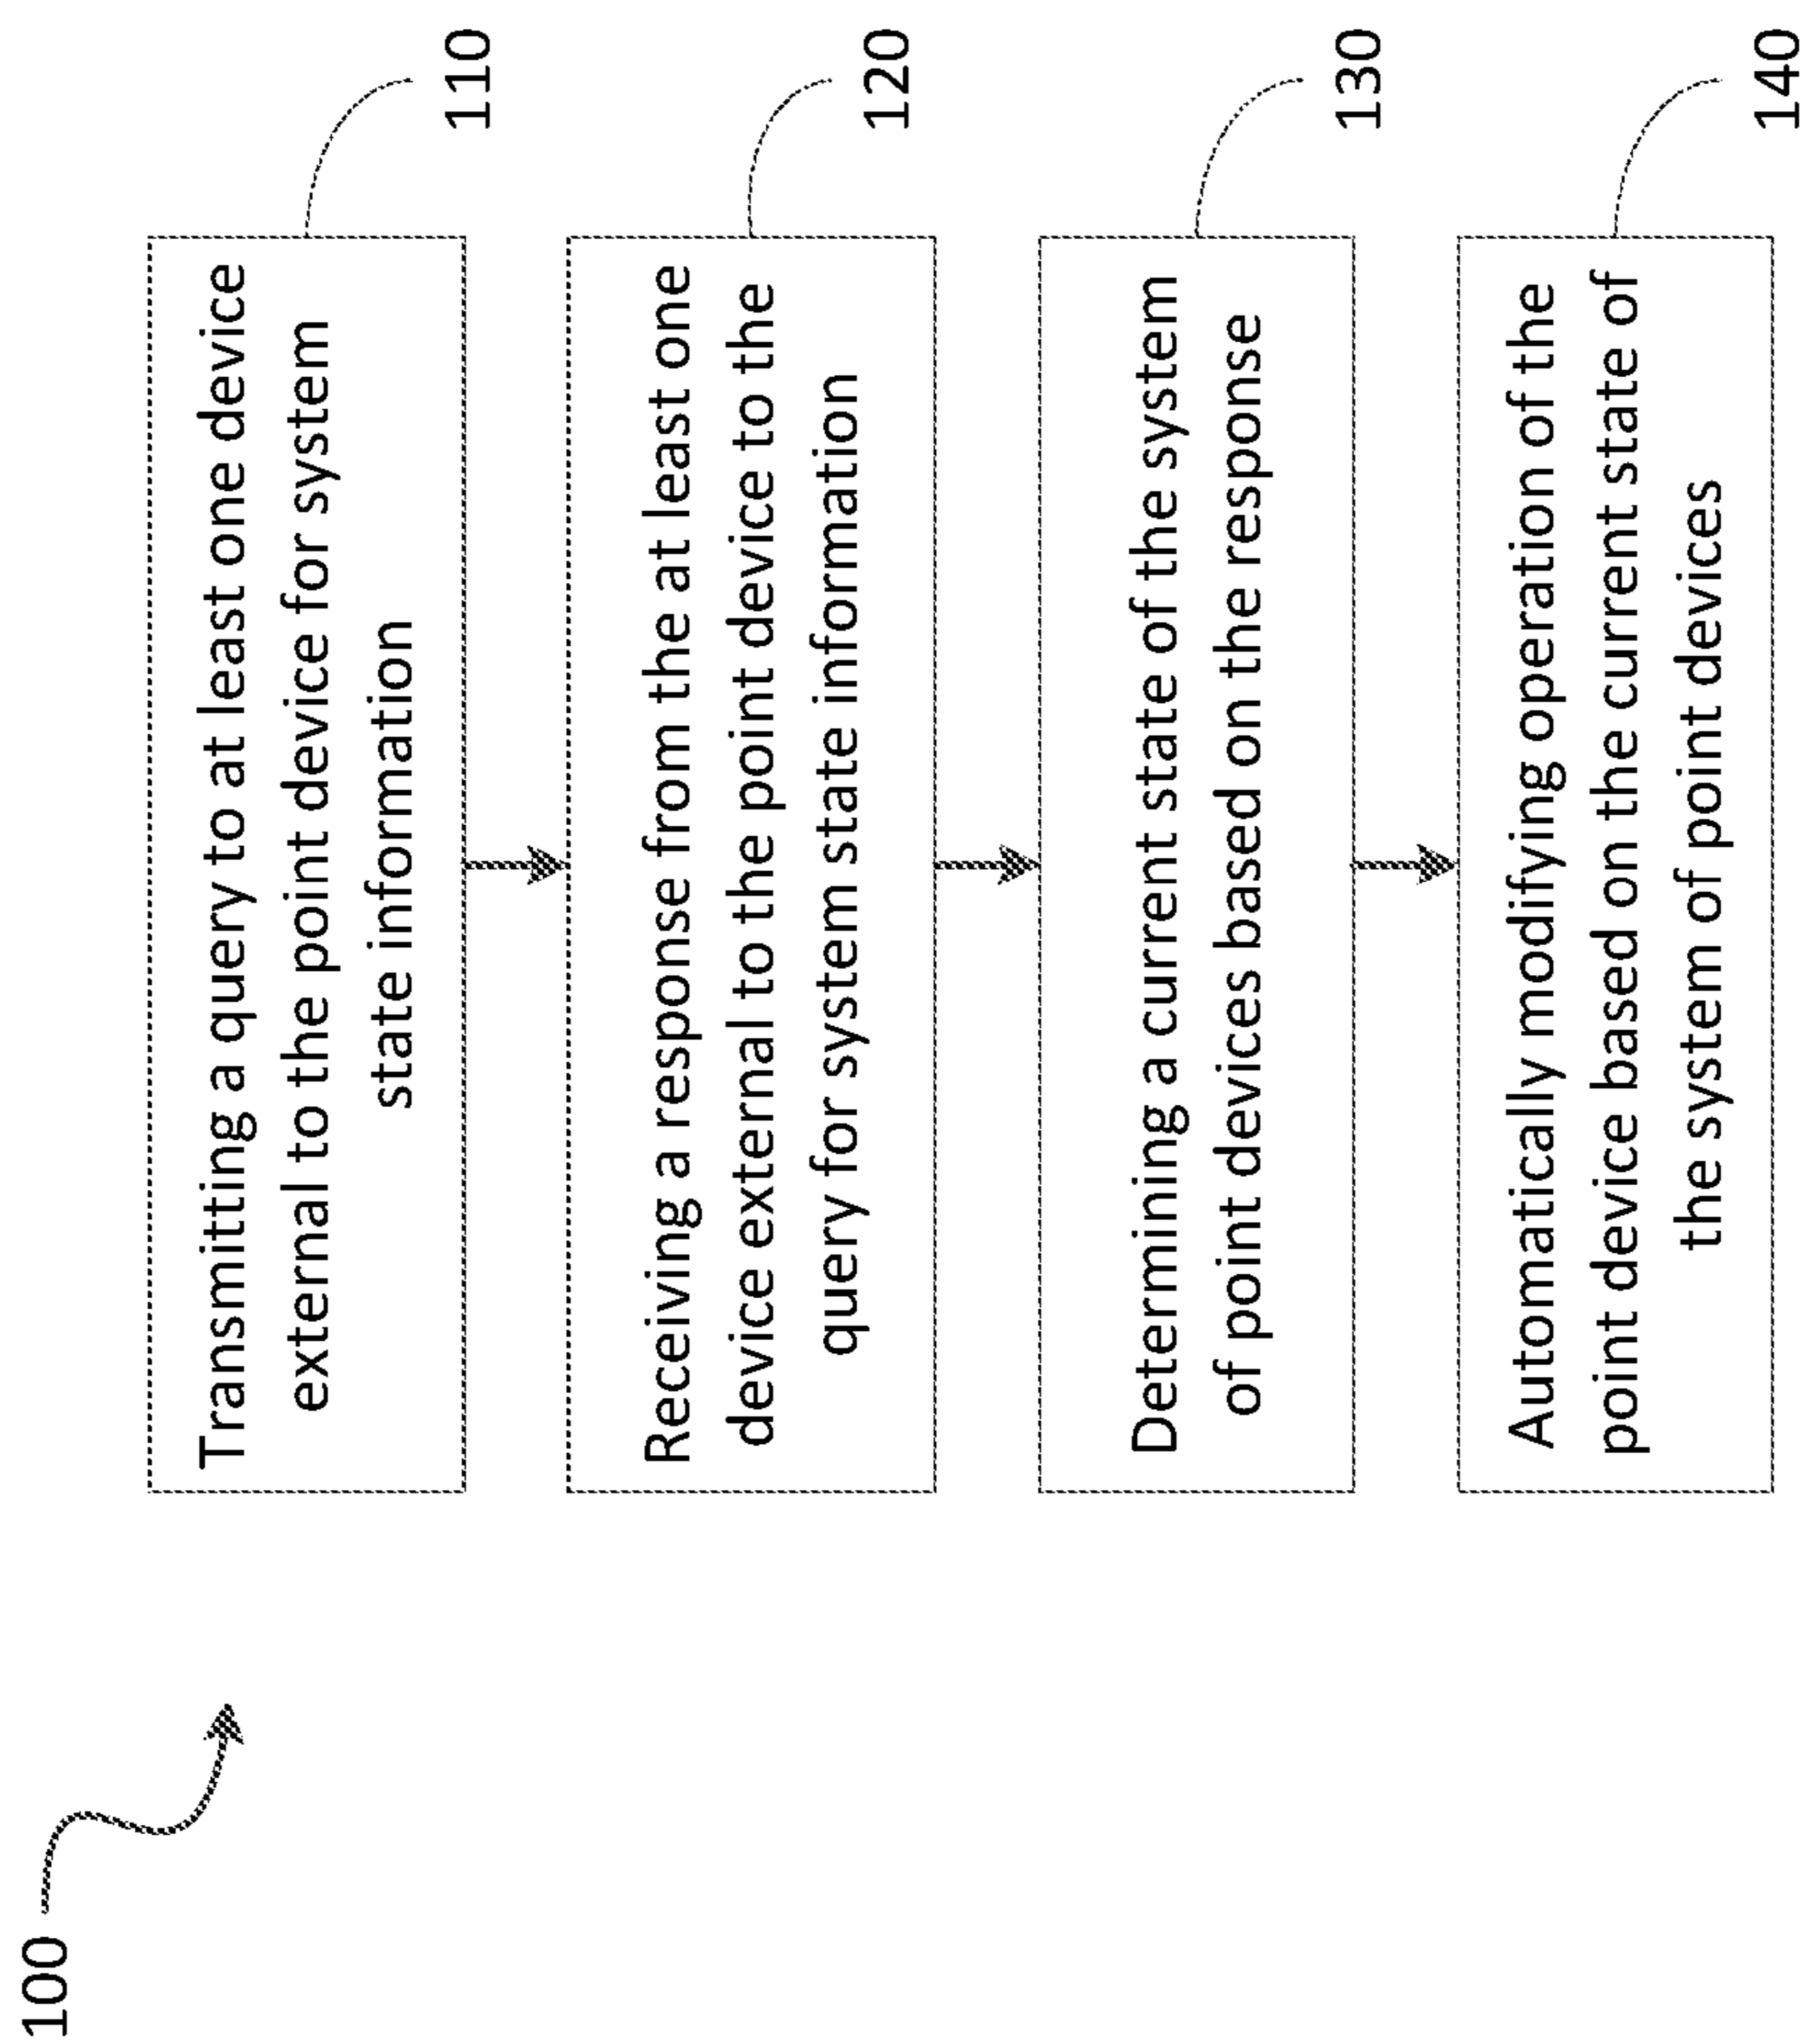 100
Transmitting a query to at least one device
external to the point device for system
state information
110
Receiving a response from the at least one
device external to the point device to the
query for system state information
120
Determining a current state of the system
of point devices based on the response
130
Automatically modifying operation of the
point device based on the current state of
the system of point devices
140